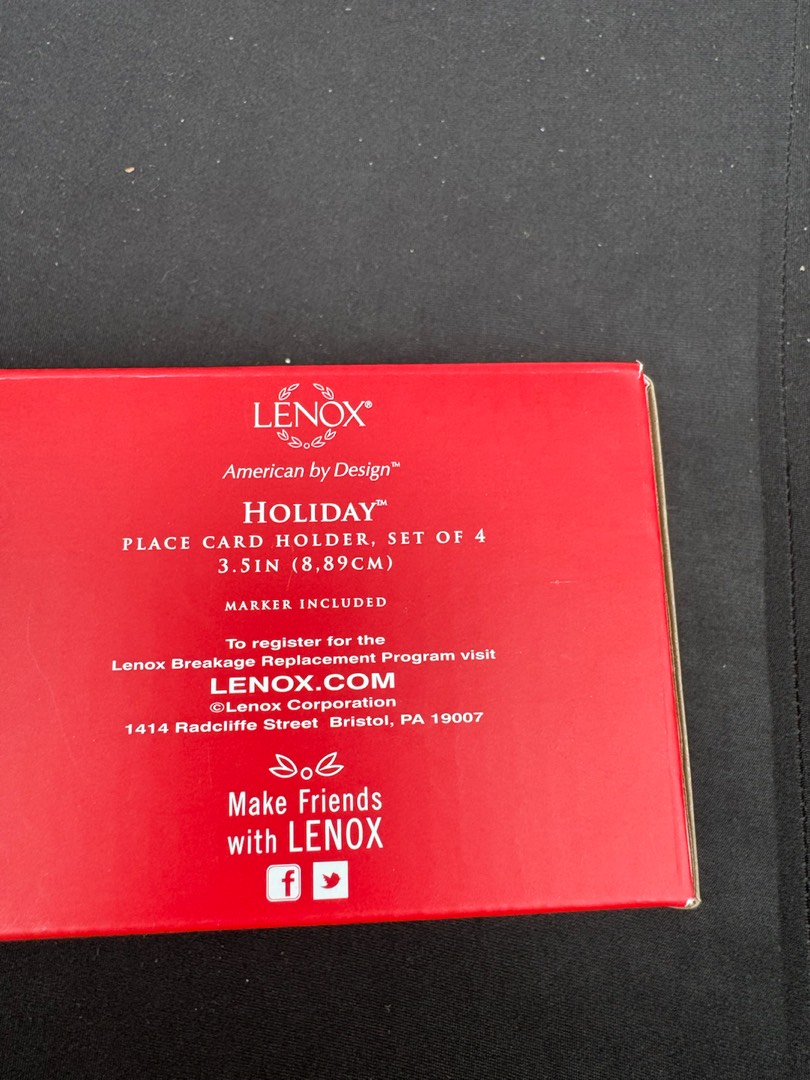 LENOX®
American by Design™
HOLIDAY™
PLACE CARD HOLDER, SET OF 4
3.5IN (8,89CM)
MARKER INCLUDED
To register for the
Lenox Breakage Replacement Program visit
LENOX.COM
©Lenox Corporation
1414 Radcliffe Street Bristol, PA 19007
Make Friends
with LENOX
f